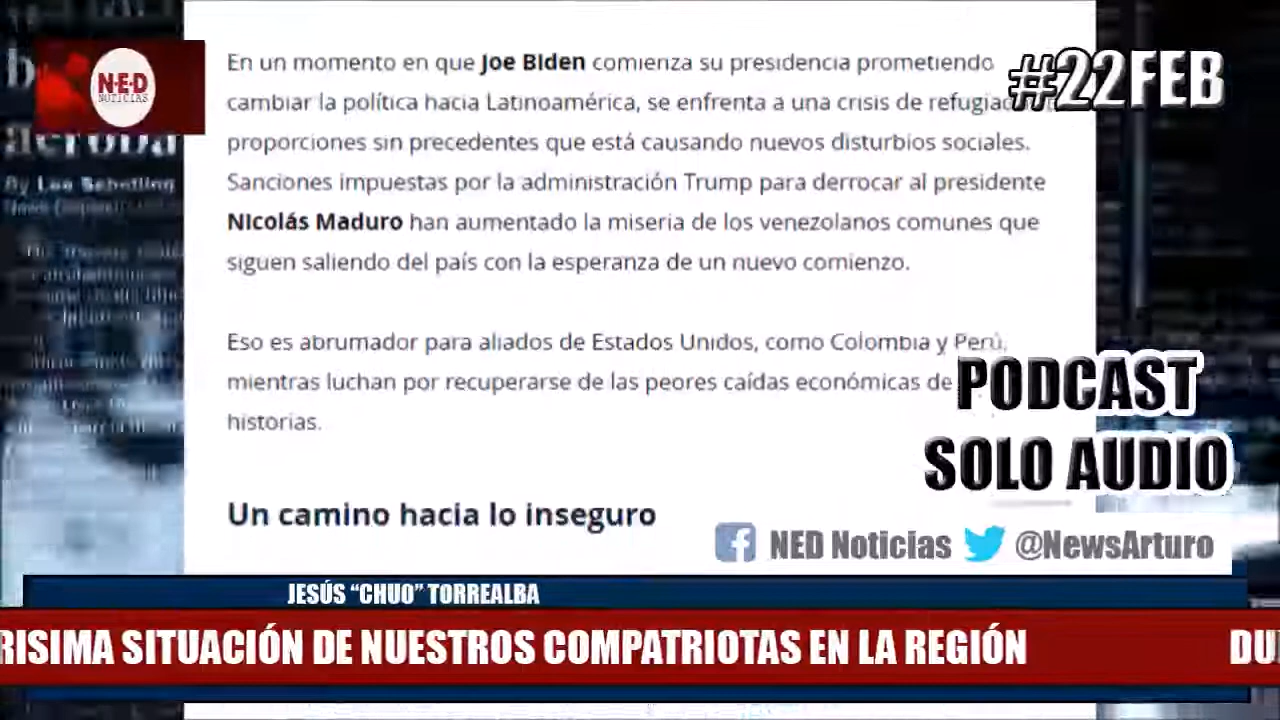 N·E·D
NOTICIAS
#22FEB
En un momento en que Joe Biden comienza su presidencia prometiendo
cambiar la política hacia Latinoamérica, se enfrenta a una crisis de
proporciones sin precedentes que está causando nuevos disturbios sociales.
Sanciones impuestas por la administración Trump para derrocar al presidente
Nicolás Maduro han aumentado la miseria de los venezolanos comunes que
siguen saliendo del país con la esperanza de un nuevo comienzo.
Eso es abrumador para aliados de Estados Unidos, como Colombia y Perú,
mientras luchan por recuperarse de las peores caídas económicas de
historias.
Un camino hacia lo inseguro
PODCAST
SOLO AUDIO
NED Noticias @NewsArturo
JESÚS “CHUO” TORREALBA
RISIMA SITUACIÓN DE NUESTROS COMPATRIOTAS EN LA REGIÓN DU